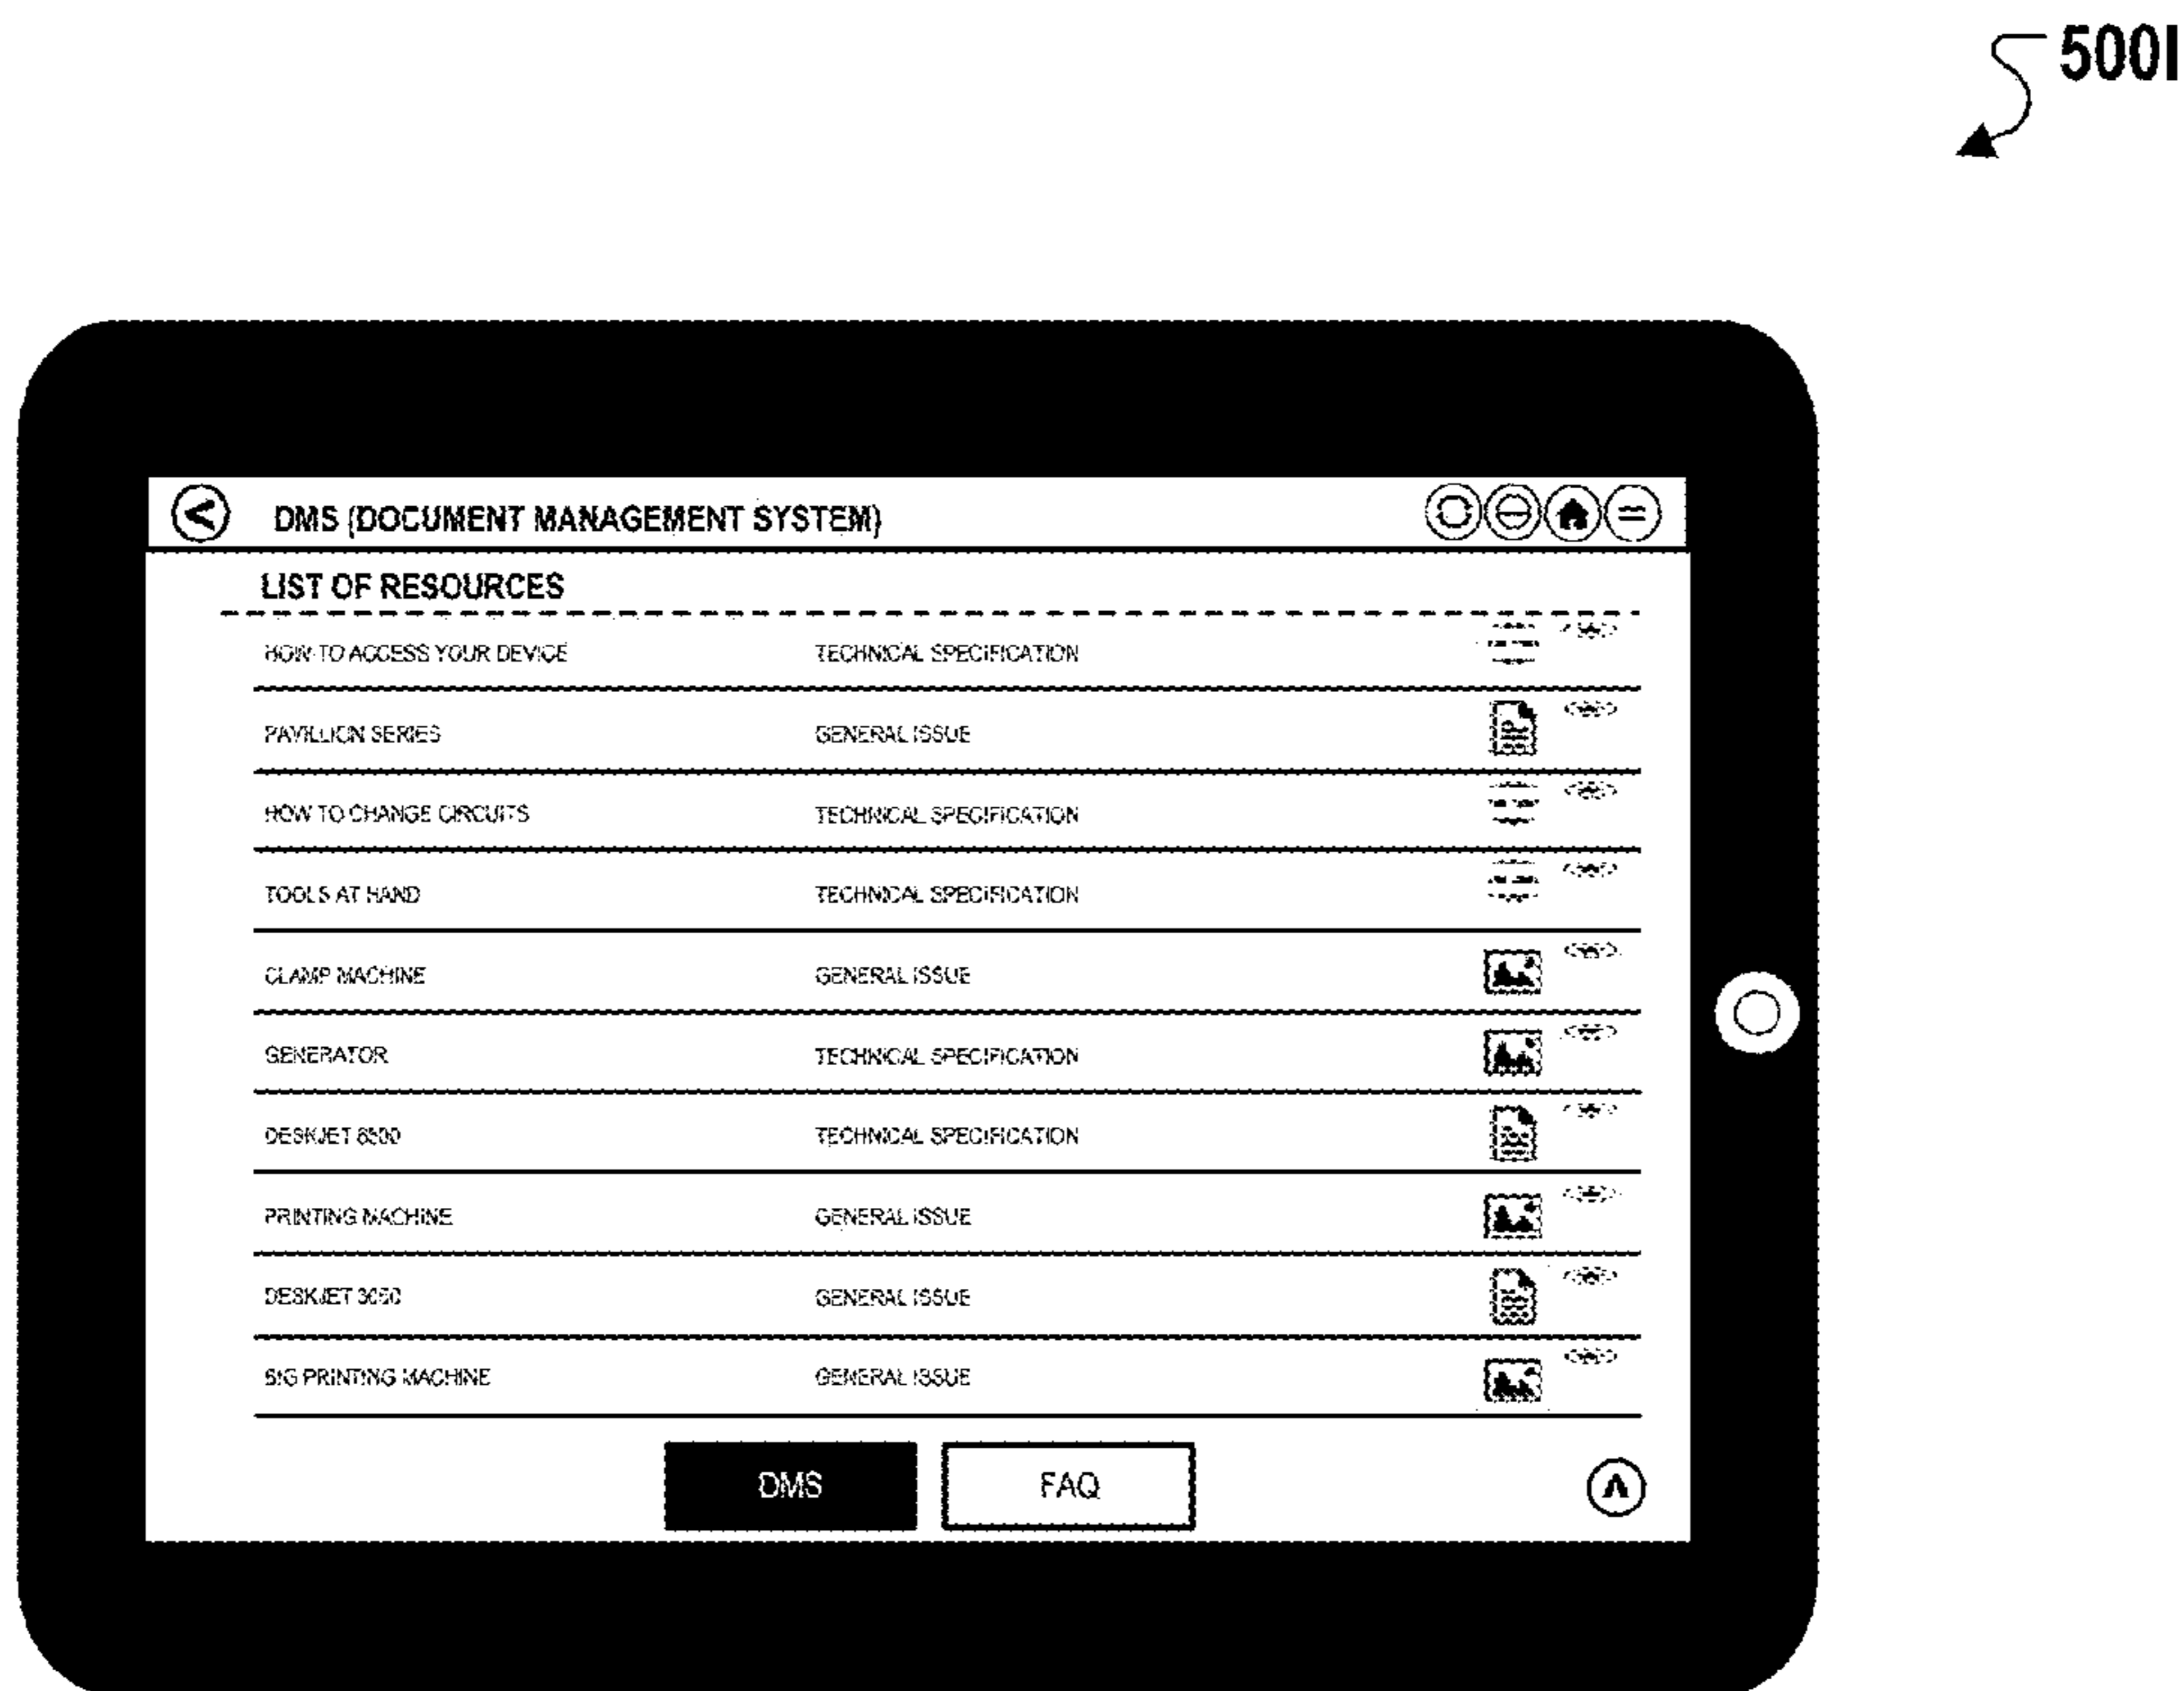 500I
DMS (DOCUMENT MANAGEMENT SYSTEM)
LIST OF RESOURCES
HOW TO ACCESS YOUR DEVICE TECHNICAL SPECIFICATION
PAVILLION SERIES GENERAL ISSUE
HOW TO CHANGE CIRCUITS TECHNICAL SPECIFICATION
TOOLS AT HAND TECHNICAL SPECIFICATION
CLAMP MACHINE GENERAL ISSUE
GENERATOR TECHNICAL SPECIFICATION
DESKJET TECHNICAL SPECIFICATION
PRINTING MACHINE GENERAL ISSUE
DESKJET GENERAL ISSUE
BIG PRINTING MACHINE GENERAL ISSUE
DMS FAQ